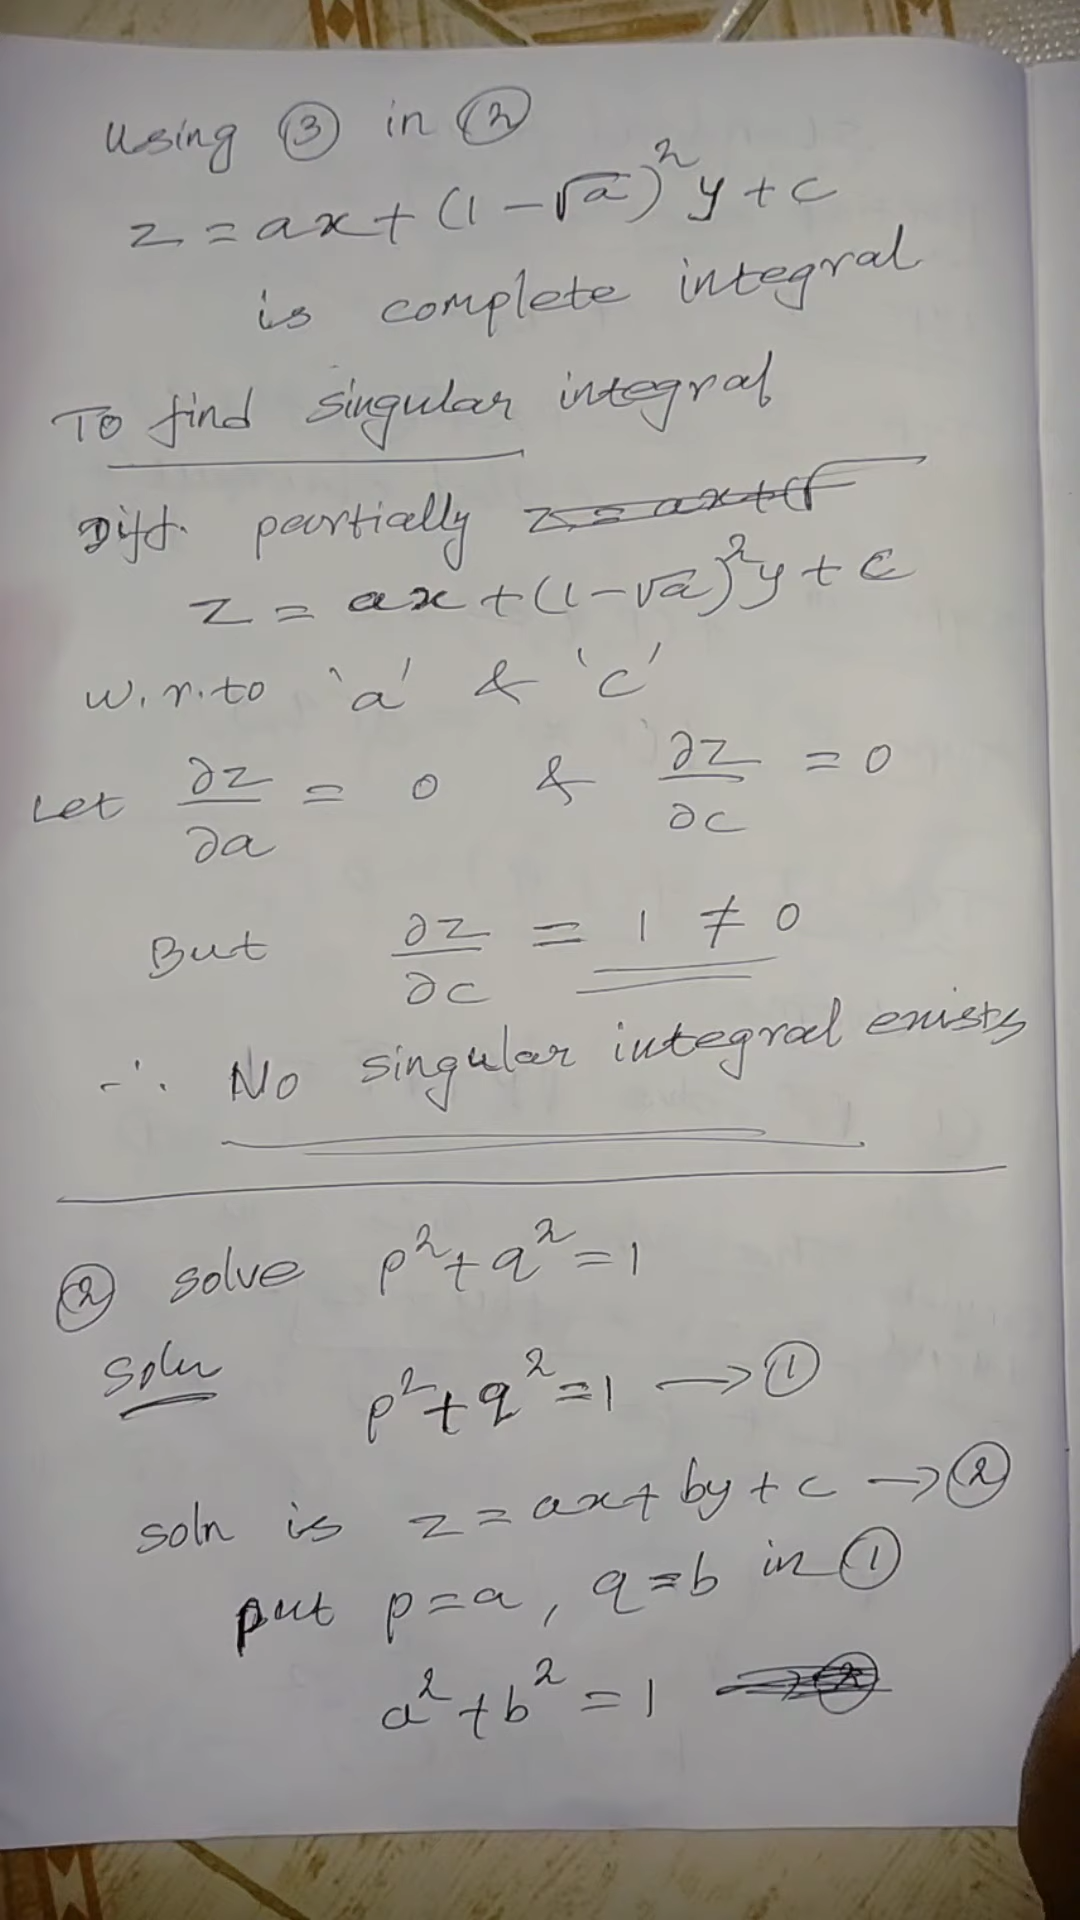 Using ③ in ②
z = ax + (1 - √a)² y + c
is complete integral
To find singular integral
Diff. partially z = ax + (√
z = ax + (1 - √a)² y + c
w.r.to 'a' & 'c'
Let ∂z/∂a = 0 & ∂z/∂c = 0
But ∂z/∂c = 1 ≠ 0
∴ No singular integral exists
② solve p² + q² = 1
Soln
p² + q² = 1 → ①
soln is z = ax + by + c → ②
put p = a, q = b in ①
a² + b² = 1